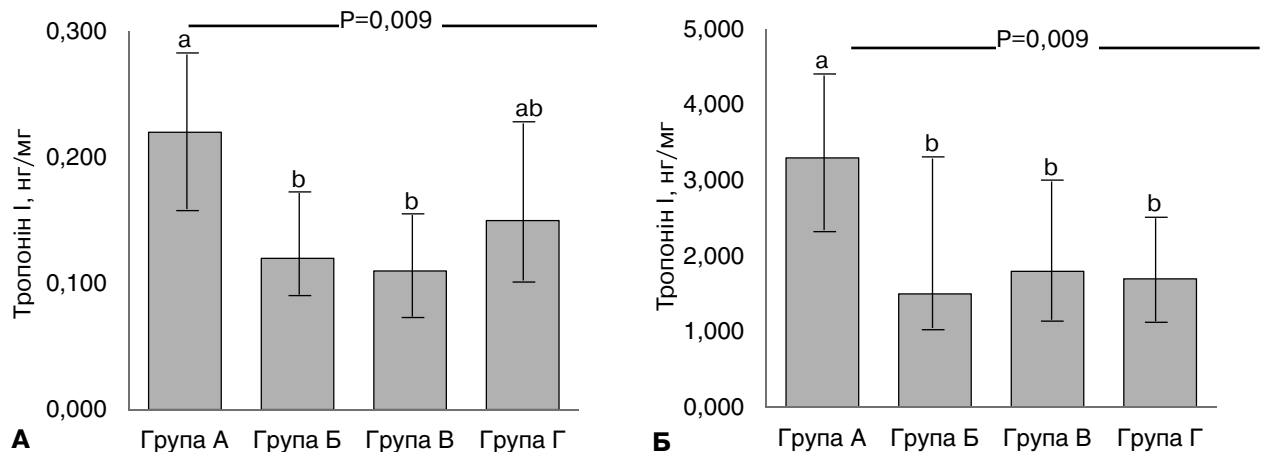 Р=0,009
0,300
a
ab
0,200
b
b
0,100
0,000
Тропонін І, нг/мг
Група А Група Б Група В Група Г
А
5,000
Р=0,009
a
4,000
b
b
b
3,000
2,000
1,000
0,000
Тропонін І, нг/мг
Група А Група Б Група В Група Г
Б